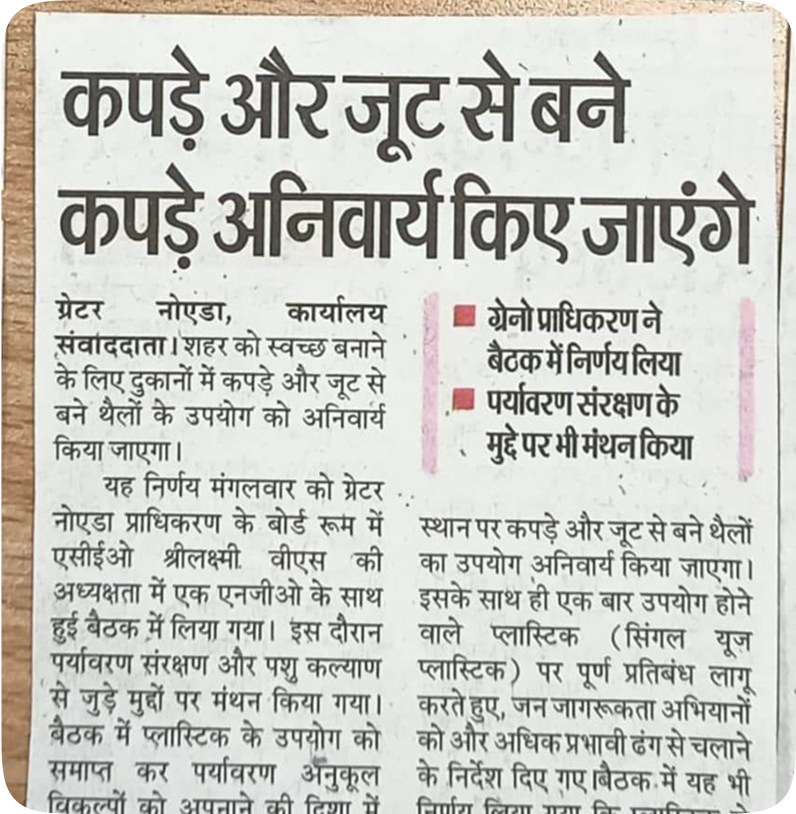 कपड़े और जूट से बने
कपड़े अनिवार्य किए जाएंगे
ग्रेटर नोएडा, कार्यालय
संवाददाता। शहर को स्वच्छ बनाने
के लिए दुकानों में कपड़े और जूट से
बने थैलों के उपयोग को अनिवार्य
किया जाएगा।
यह निर्णय मंगलवार को ग्रेटर
नोएडा प्राधिकरण के बोर्ड रूम में
एसीईओ श्रीलक्ष्मी वीएस की
अध्यक्षता में एक एनजीओ के साथ
हुई बैठक में लिया गया। इस दौरान
पर्यावरण संरक्षण और पशु कल्याण
से जुड़े मुद्दों पर मंथन किया गया।
बैठक में प्लास्टिक के उपयोग को
समाप्त कर पर्यावरण अनुकूल
विकल्पों को अपनाने की दिशा में
ग्रेनो प्राधिकरण ने
बैठक में निर्णय लिया
पर्यावरण संरक्षण के
मुद्दे पर भी मंथन किया
स्थान पर कपड़े और जूट से बने थैलों
का उपयोग अनिवार्य किया जाएगा।
इसके साथ ही एक बार उपयोग होने
वाले प्लास्टिक (सिंगल यूज
प्लास्टिक) पर पूर्ण प्रतिबंध लागू
करते हुए, जन जागरूकता अभियानों
को और अधिक प्रभावी ढंग से चलाने
के निर्देश दिए गए।बैठक में यह भी
निर्णय लिया गया कि